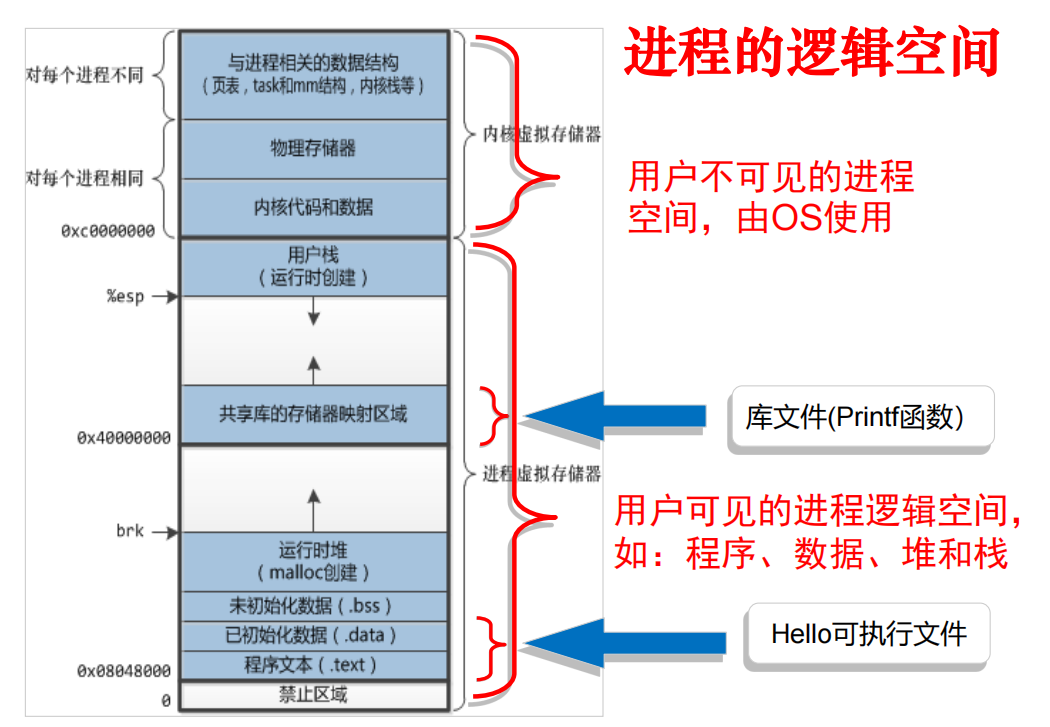 进程的逻辑空间
对每个进程不同
与进程相关的数据结构
（页表，task和mm结构，内核栈等）
内核虚拟存储器
物理存储器
对每个进程相同
用户不可见的进程
空间，由OS使用
内核代码和数据
0xc0000000
用户栈
（运行时创建）
%esp
共享库的存储器映射区域
库文件(Printf函数）
0x40000000
进程虚拟存储器
用户可见的进程逻辑空间，
如：程序、数据、堆和栈
brk
运行时堆
（malloc创建）
未初始化数据（.bss）
已初始化数据（.data）
Hello可执行文件
程序文本（.text）
0x08048000
禁止区域
0